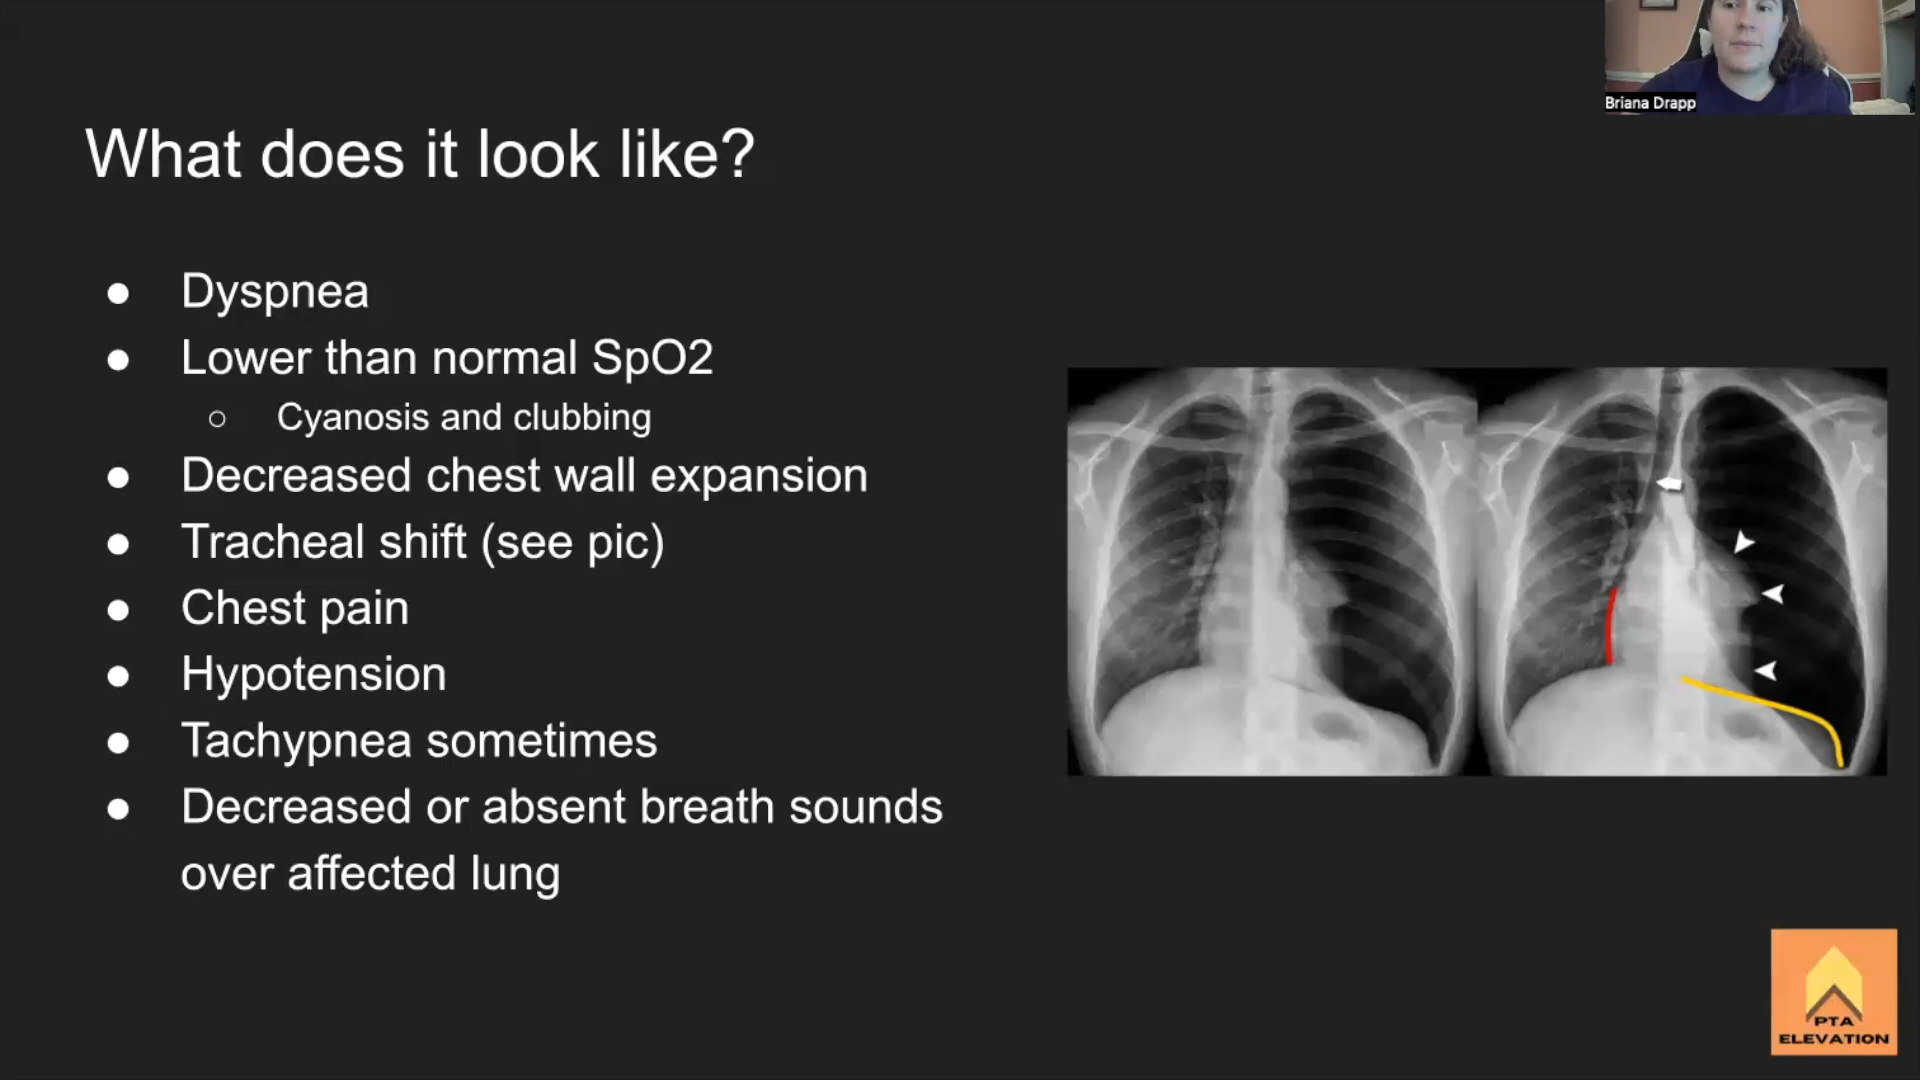 Briana Drapp
What does it look like?
● Dyspnea
● Lower than normal SpO2
○ Cyanosis and clubbing
● Decreased chest wall expansion
● Tracheal shift (see pic)
● Chest pain
● Hypotension
● Tachypnea sometimes
● Decreased or absent breath sounds
over affected lung
PTA
ELEVATION